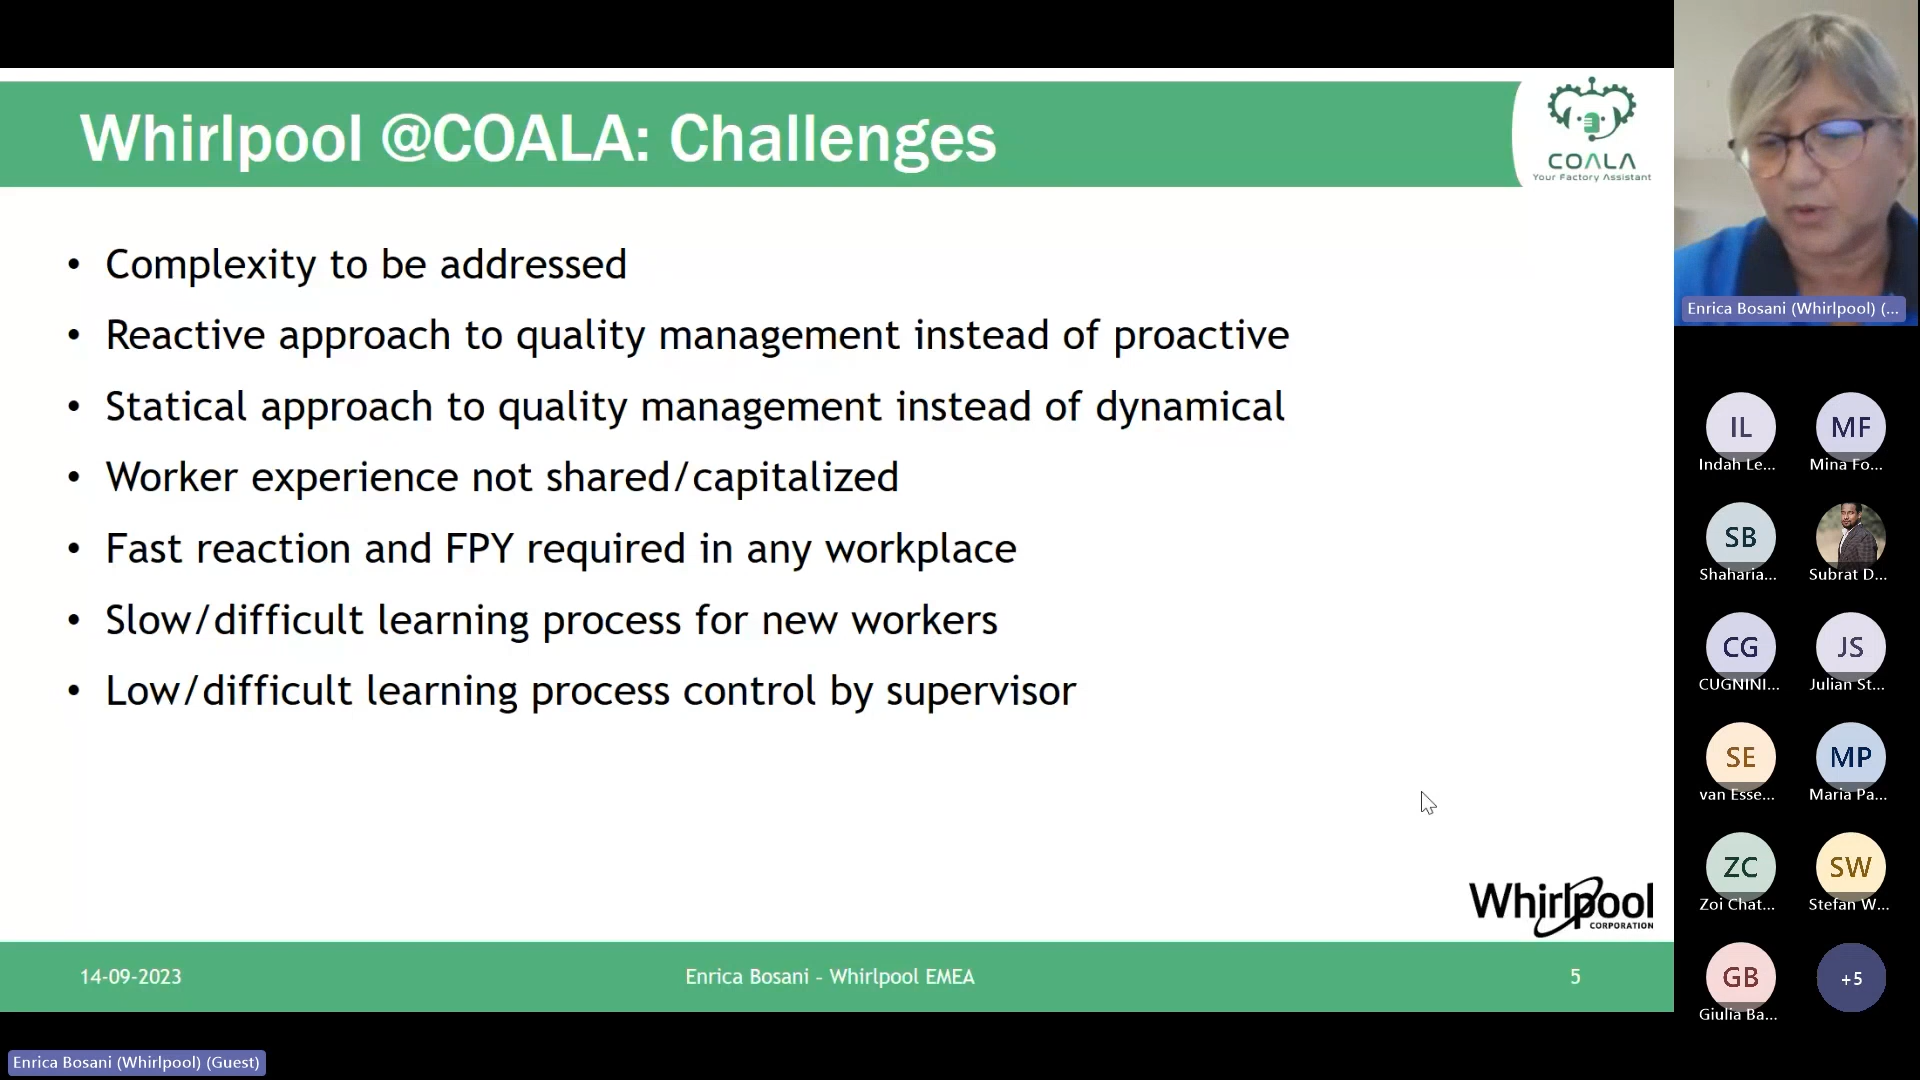 Whirlpool @COALA: Challenges
COALA
Your Factory Assistant
• Complexity to be addressed
• Reactive approach to quality management instead of proactive
• Statical approach to quality management instead of dynamical
• Worker experience not shared/capitalized
• Fast reaction and FPY required in any workplace
• Slow/difficult learning process for new workers
• Low/difficult learning process control by supervisor
Whirlpool
CORPORATION
14-09-2023
Enrica Bosani – Whirlpool EMEA
5
Enrica Bosani (Whirlpool) (Guest)
Enrica Bosani (Whirlpool) (...
IL
MF
Indah Le...
Mina Fo...
SB
Shaharia...
Subrat D...
CG
JS
CUGNINI...
Julian St...
SE
MP
van Esse...
Maria Pa...
ZC
SW
Zoi Chat...
Stefan W...
GB
+5
Giulia Ba...